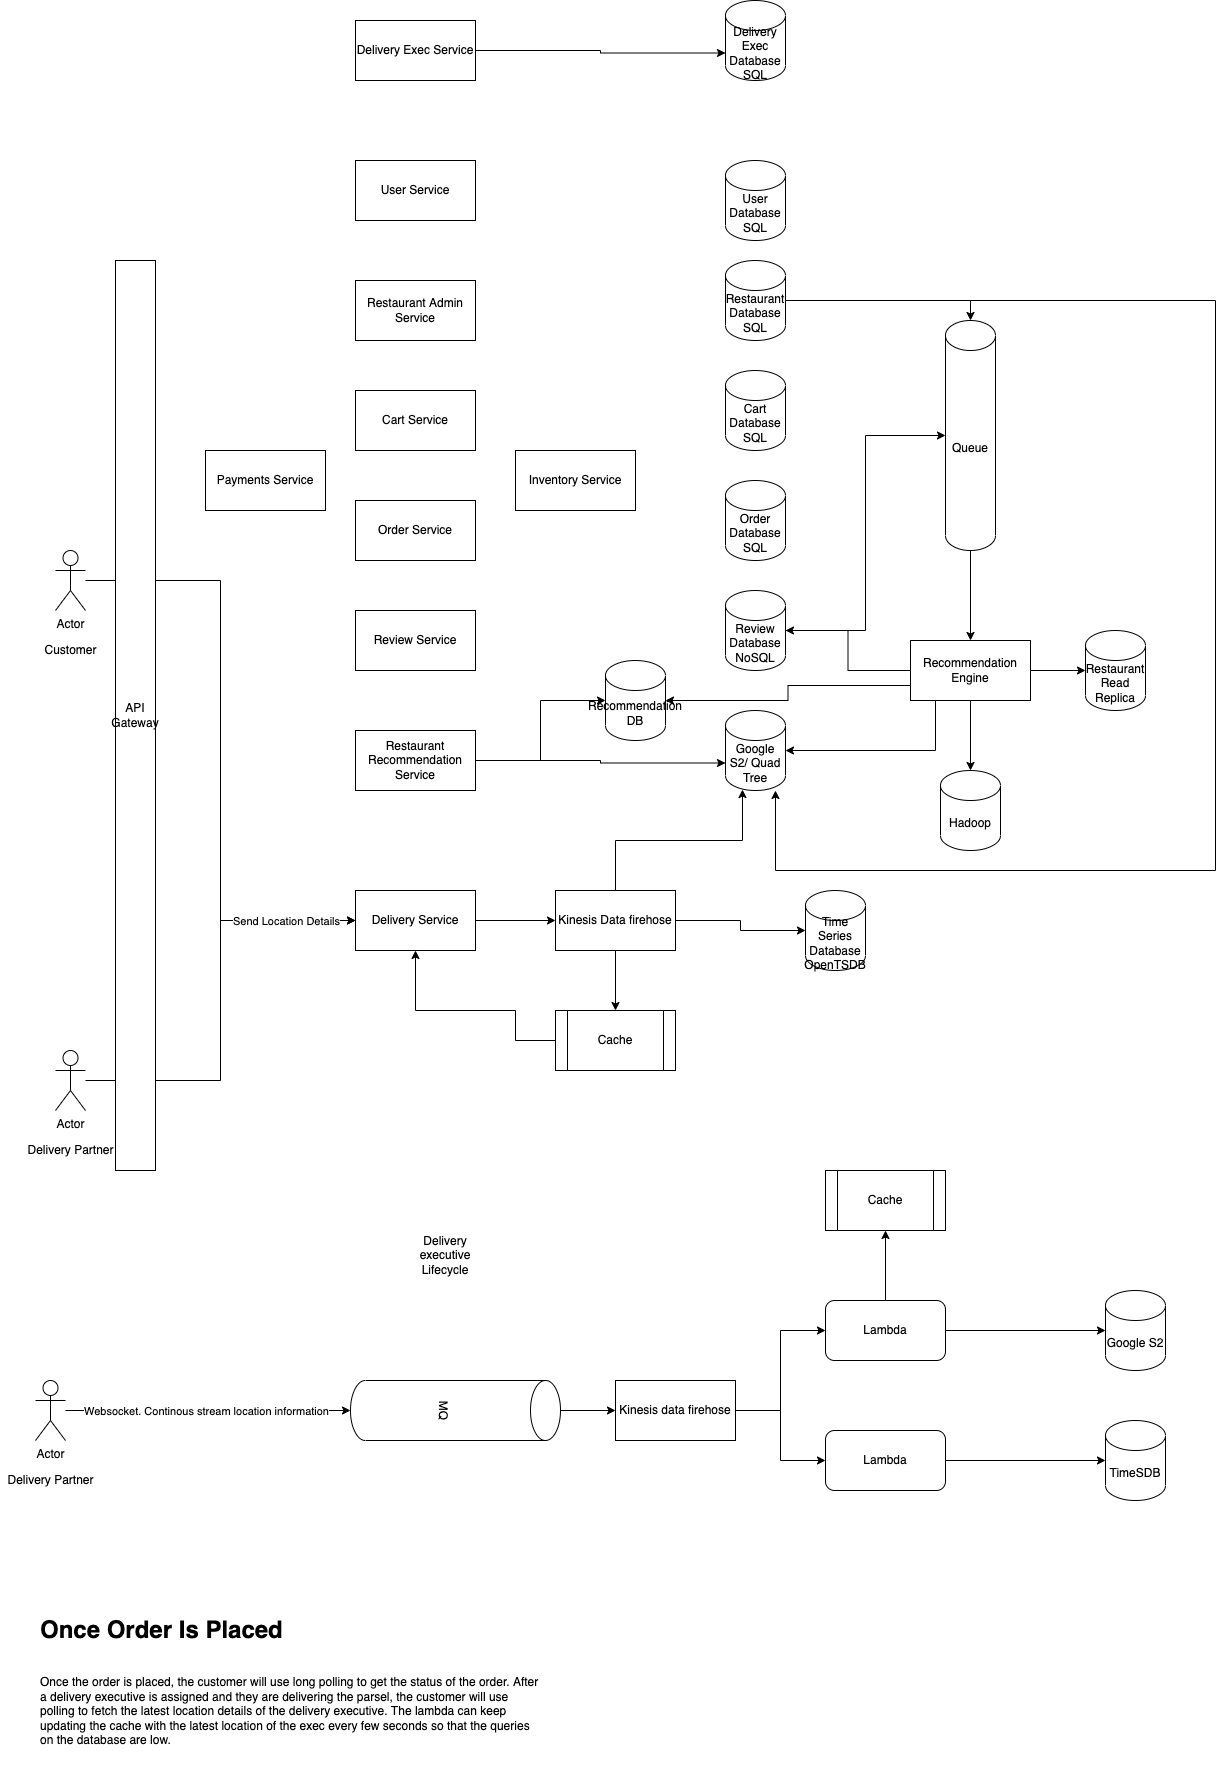 Delivery Exec Service
Delivery
Exec
Database
SQL
User Service
User
Database
SQL
Restaurant Admin
Service
Restaurant
Database
SQL
Cart Service
Cart
Database
SQL
Queue
Payments Service
Inventory Service
Order Service
Order
Database
SQL
Actor
Customer
Review Service
Review
Database
NoSQL
Recommendation
Engine
Restaurant
Read
Replica
API
Gateway
Recommendation
DB
Restaurant
Recommendation
Service
Google
S2/ Quad
Tree
Hadoop
Send Location Details
Delivery Service
Kinesis Data firehose
Time
Series
Database
OpenTSDB
Cache
Actor
Delivery Partner
Cache
Delivery
executive
Lifecycle
Lambda
Google S2
Websocket. Continous stream location information
MQ
Kinesis data firehose
Actor
Delivery Partner
Lambda
TimeSDB
Once Order Is Placed
Once the order is placed, the customer will use long polling to get the status of the order. After
a delivery executive is assigned and they are delivering the parsel, the customer will use
polling to fetch the latest location details of the delivery executive. The lambda can keep
updating the cache with the latest location of the exec every few seconds so that the queries
on the database are low.